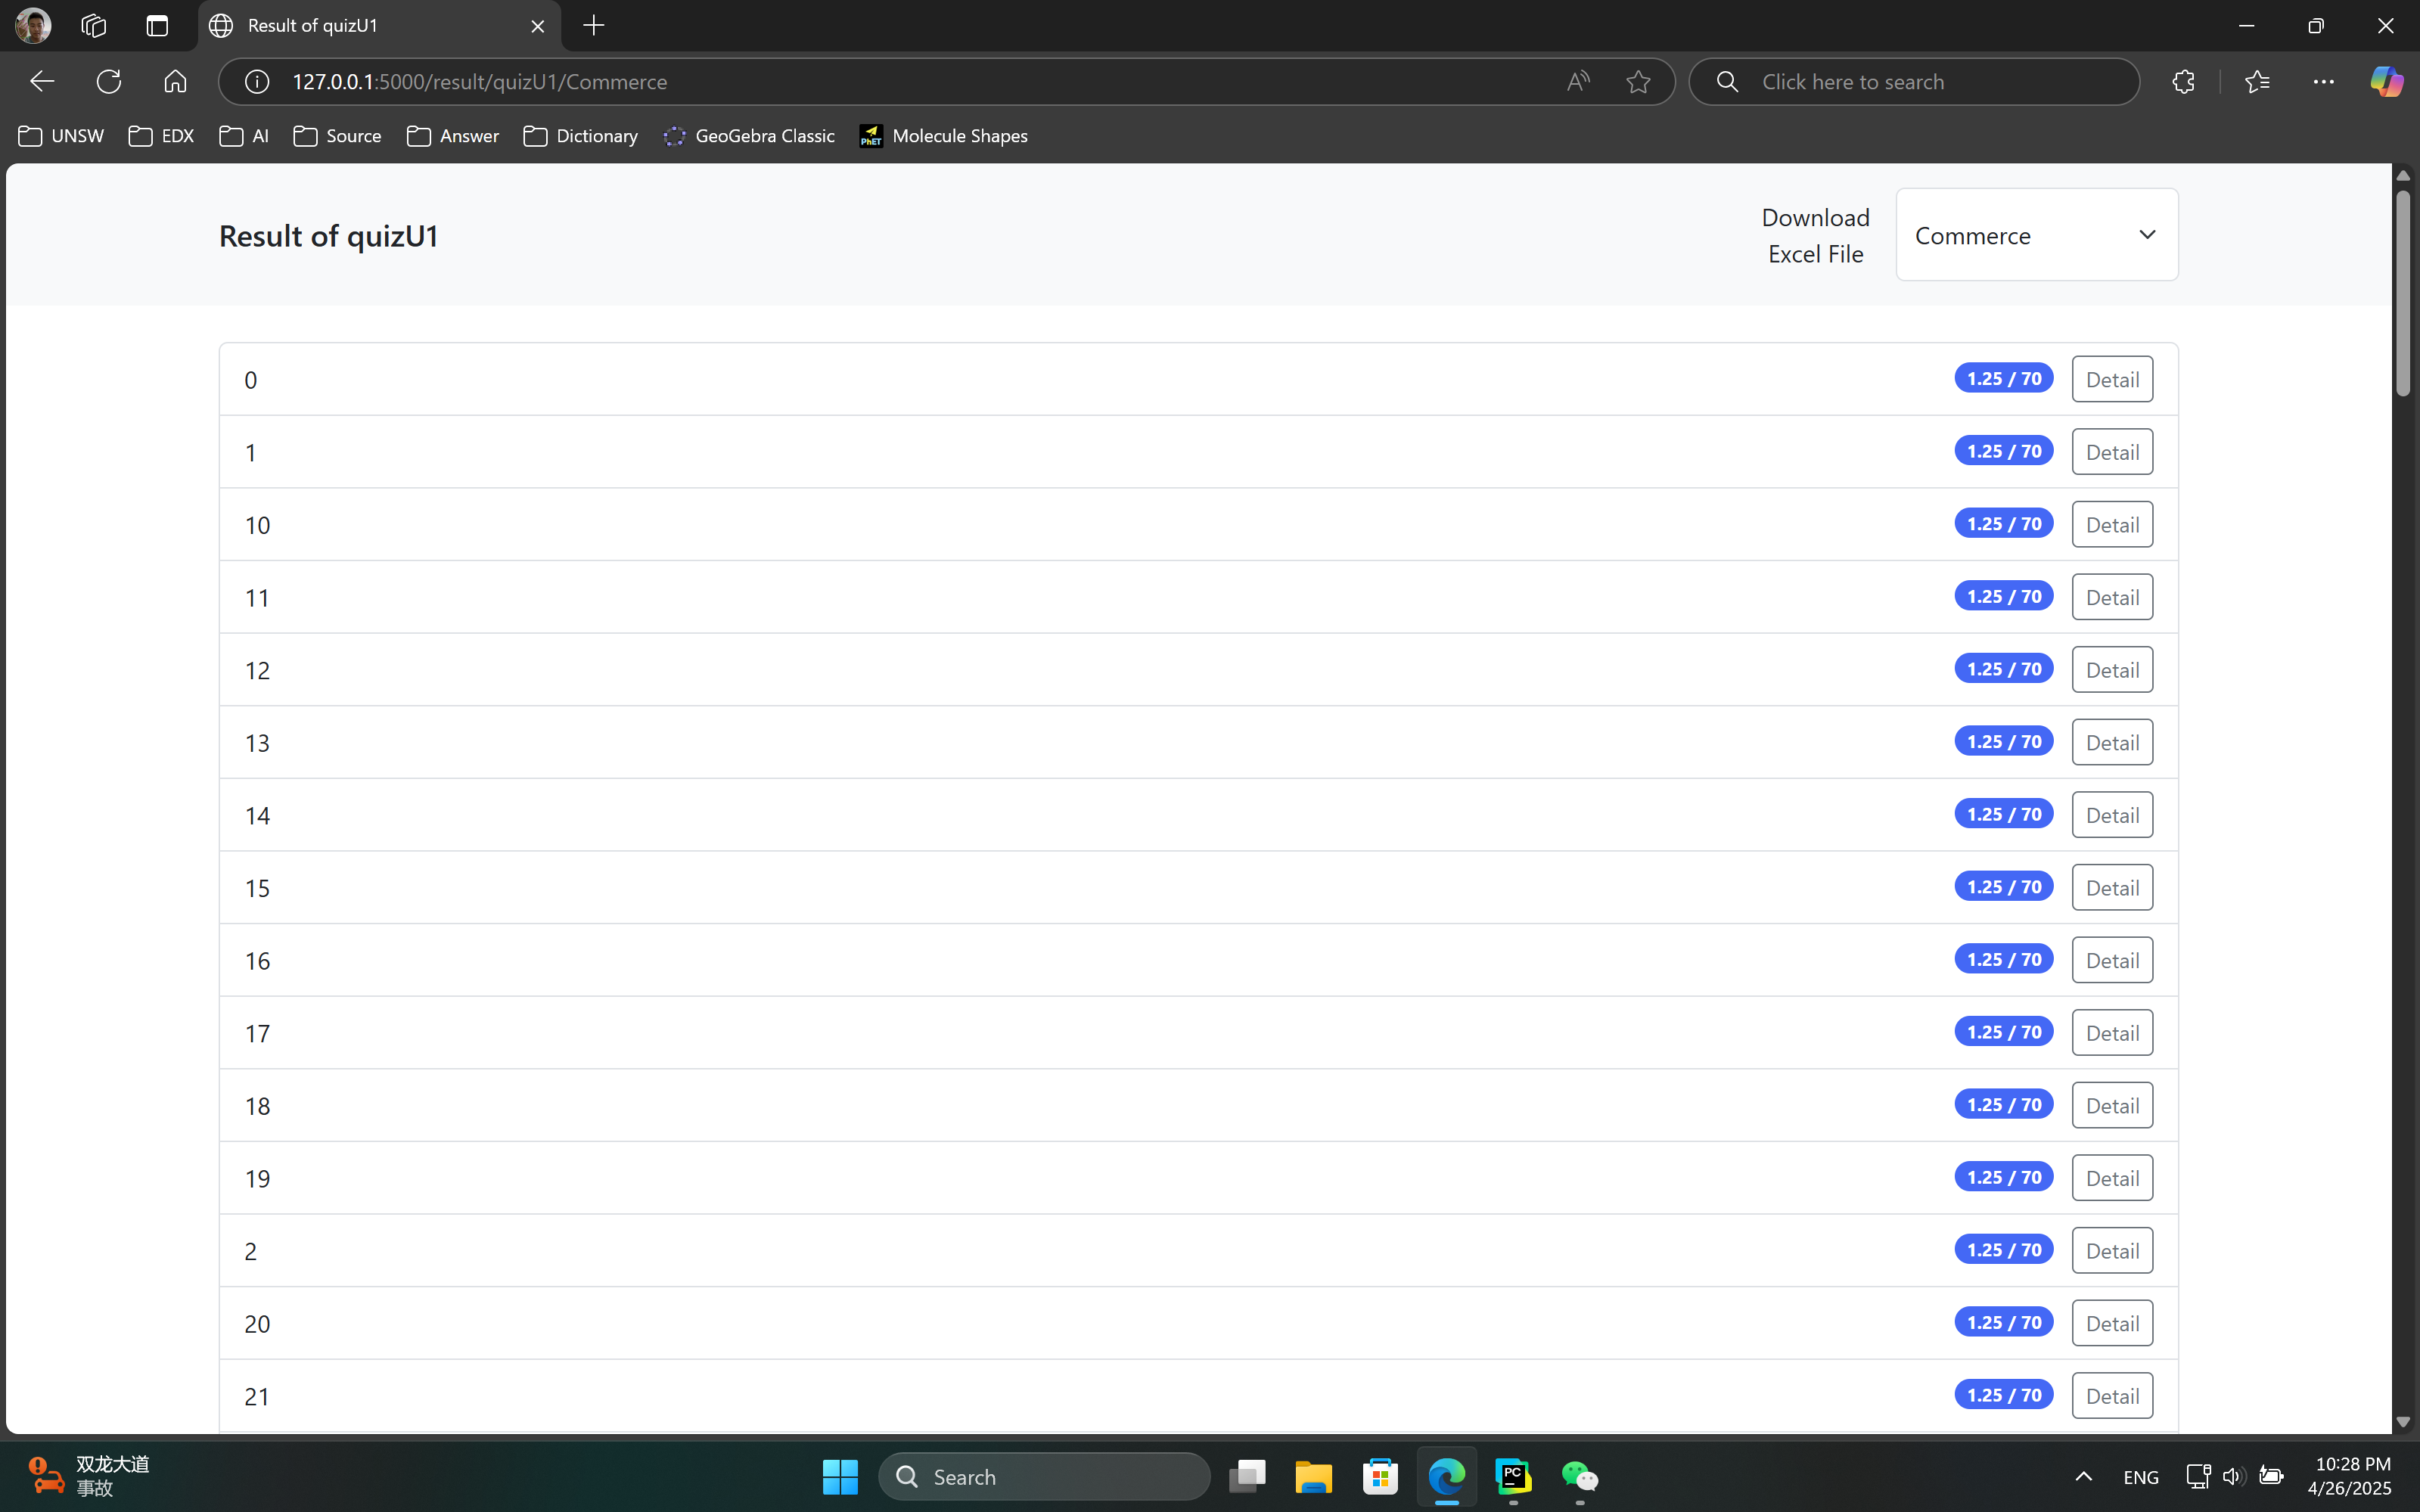 Result of quizU1
127.0.0.1:5000/result/quizU1/Commerce
Click here to search
UNSW
EDX
AI
Source
Answer
Dictionary
GeoGebra Classic
PhET
Molecule Shapes
Result of quizU1
Download
Excel File
Commerce
0 1.25 / 70 Detail
1 1.25 / 70 Detail
10 1.25 / 70 Detail
11 1.25 / 70 Detail
12 1.25 / 70 Detail
13 1.25 / 70 Detail
14 1.25 / 70 Detail
15 1.25 / 70 Detail
16 1.25 / 70 Detail
17 1.25 / 70 Detail
18 1.25 / 70 Detail
19 1.25 / 70 Detail
2 1.25 / 70 Detail
20 1.25 / 70 Detail
21 1.25 / 70 Detail
双龙大道
事故
Search
PC
ENG
10:28 PM
4/26/2025